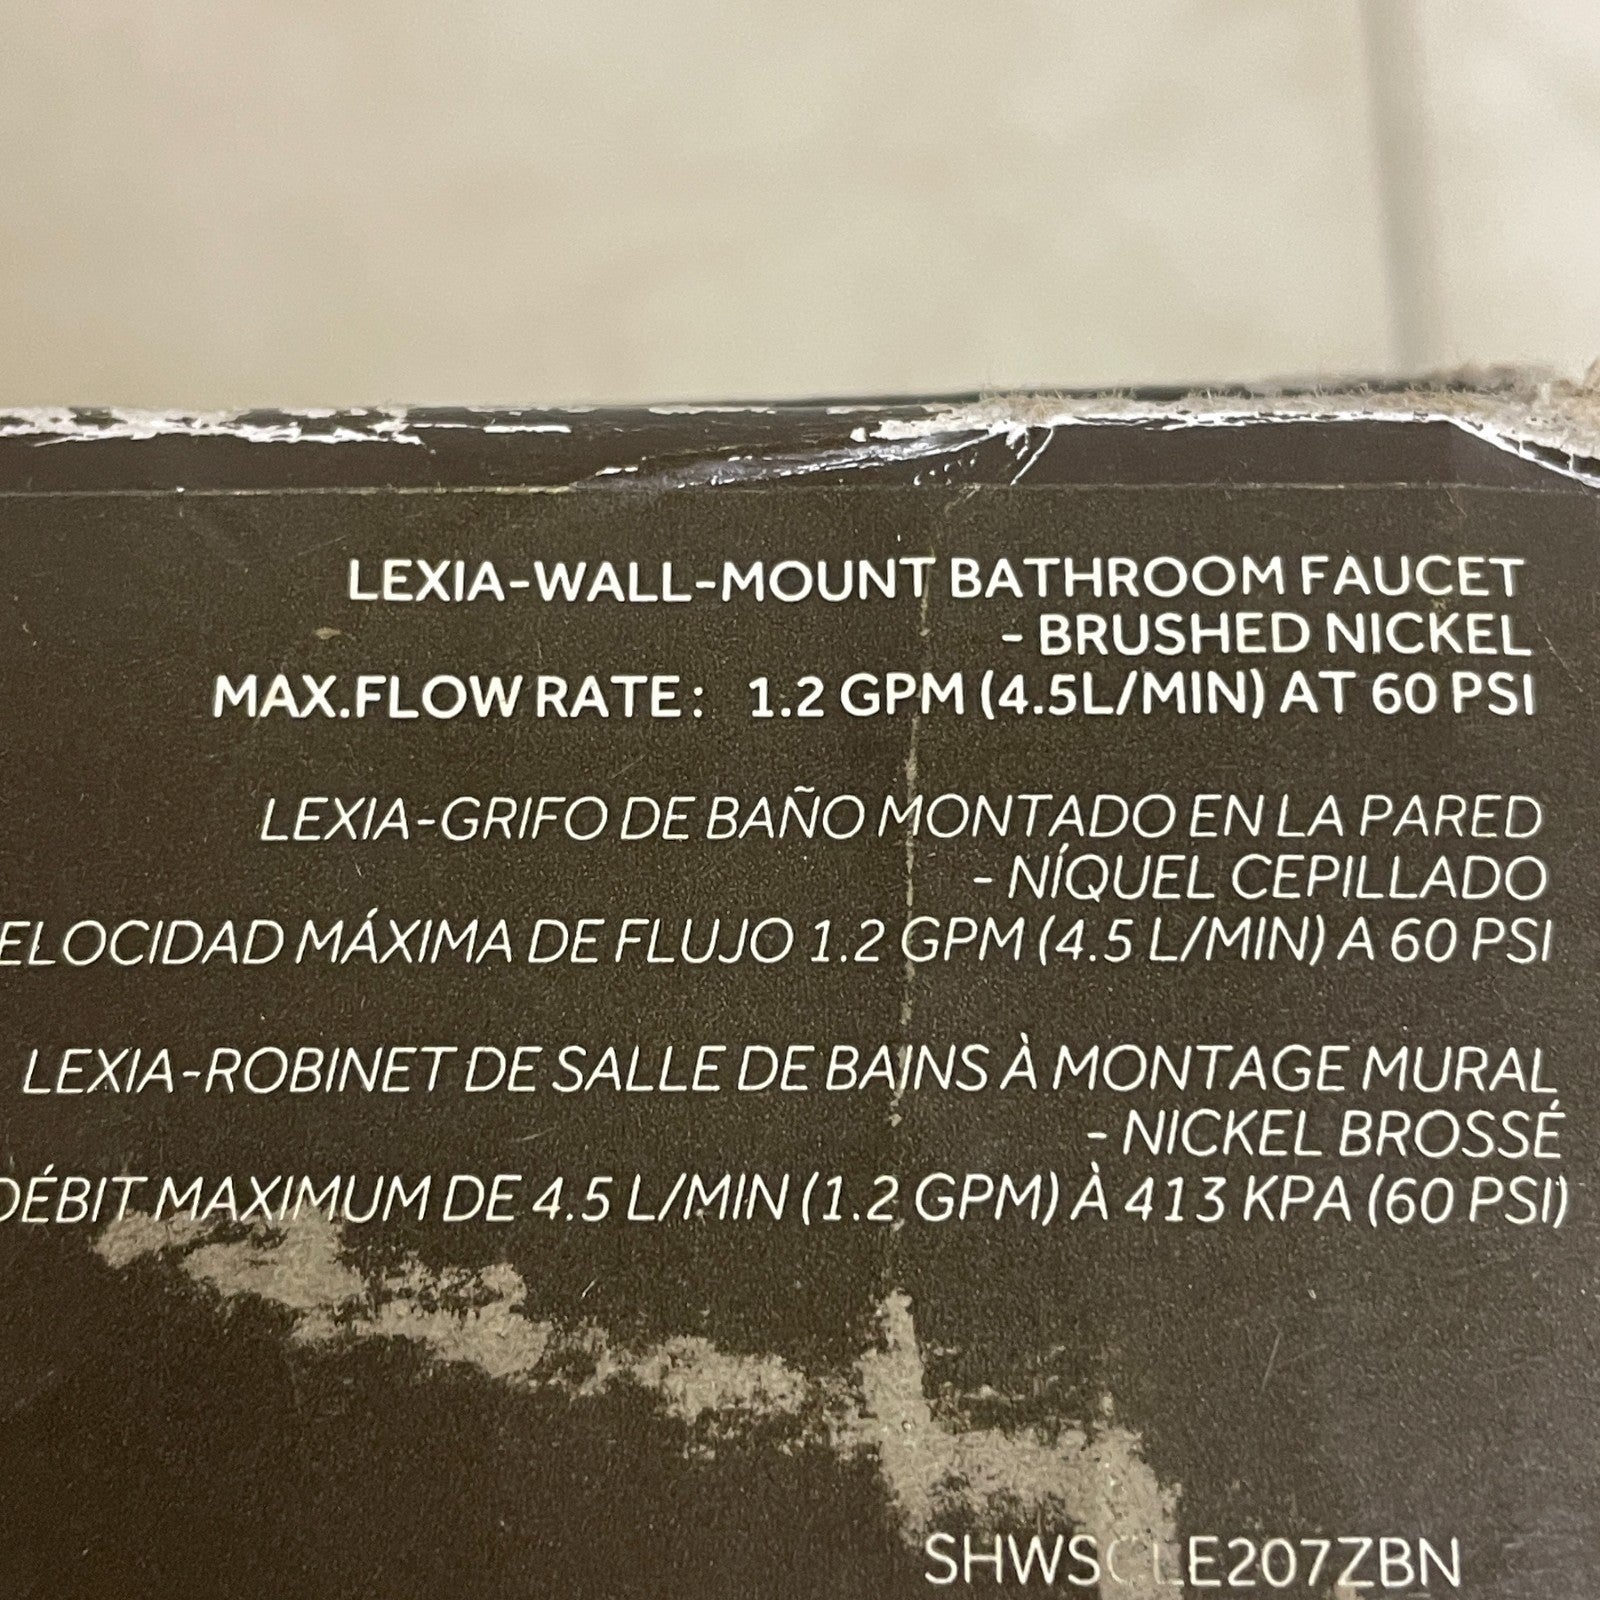 LEXIA-WALL-MOUNT BATHROOM FAUCET
- BRUSHED NICKEL
MAX.FLOW RATE: 1.2 GPM (4.5L/MIN) AT 60 PSI
LEXIA-GRIFO DE BAÑO MONTADO EN LA PARED
- NÍQUEL CEPILLADO
ELOCIDAD MÁXIMA DE FLUJO 1.2 GPM (4.5 L/MIN) A 60 PSI
LEXIA-ROBINET DE SALLE DE BAINS À MONTAGE MURAL
- NICKEL BROSSÉ
DÉBIT MAXIMUM DE 4.5 L/MIN (1.2 GPM) À 413 KPA (60 PSI)
SHWSCLE207ZBN